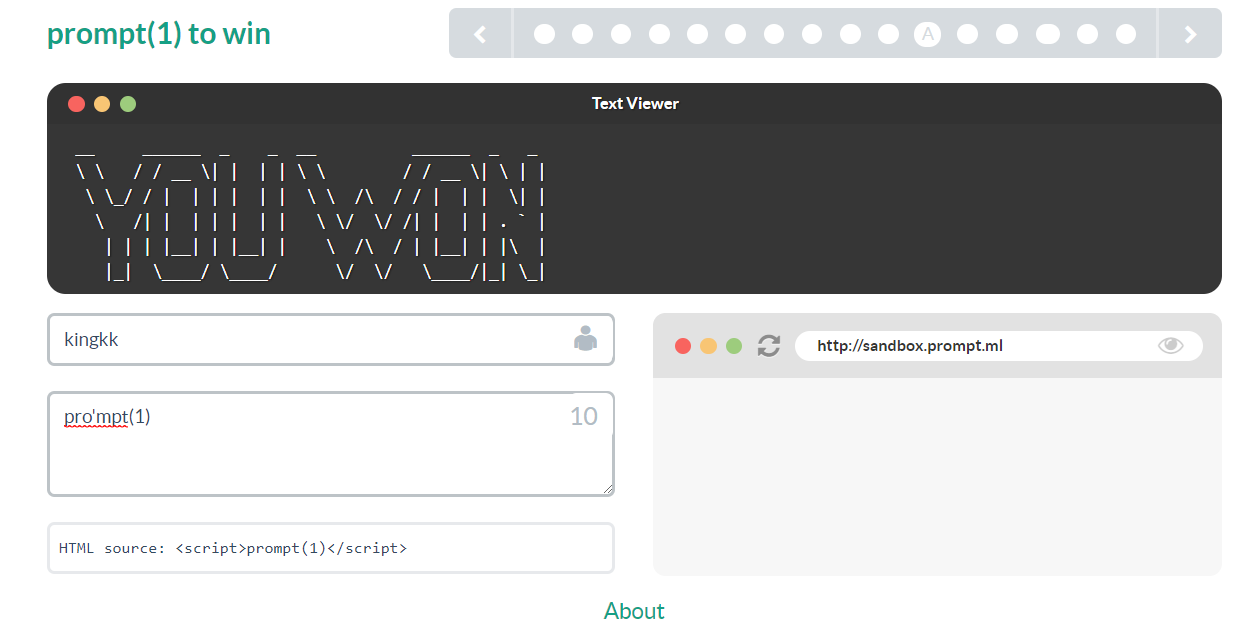 prompt(1) to win
A
Text Viewer
YOU WON
kingkk
pro'mpt(1)
10
http://sandbox.prompt.ml
HTML source: <script>prompt(1)</script>
About